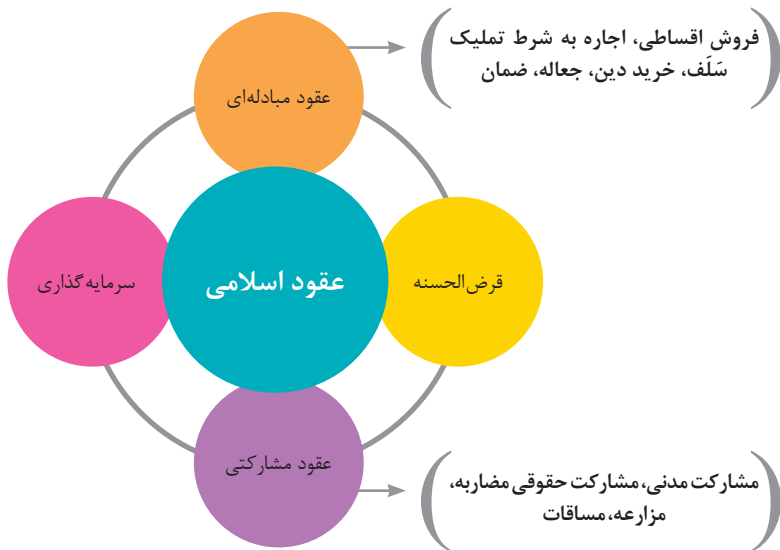 فروش اقساطی، اجاره به شرط تملیک
سَلَف، خرید دین، جعاله، ضمان
عقود مبادله‌ای
قرض‌الحسنه
عقود اسلامی
سرمایه‌گذاری
عقود مشارکتی
مشارکت مدنی، مشارکت حقوقی مضاربه،
مزارعه، مساقات